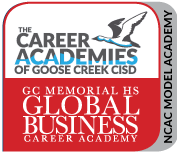 THE
CAREER
ACADEMIES
OF GOOSE CREEK CISD
GC MEMORIAL HS
GLOBAL
BUSINESS
CAREER ACADEMY
NCAC MODEL ACADEMY